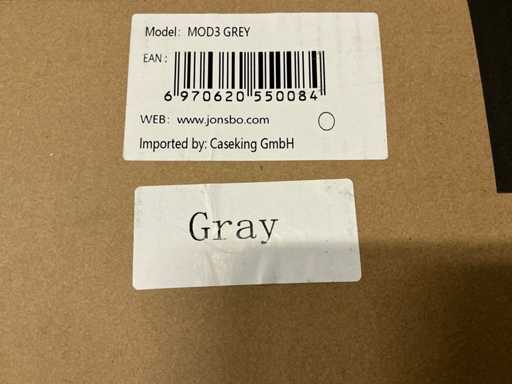 Model: MOD3 GREY
EAN:
6 970620 550084
WEB: www.jonsbo.com
Imported by: Caseking GmbH
Gray